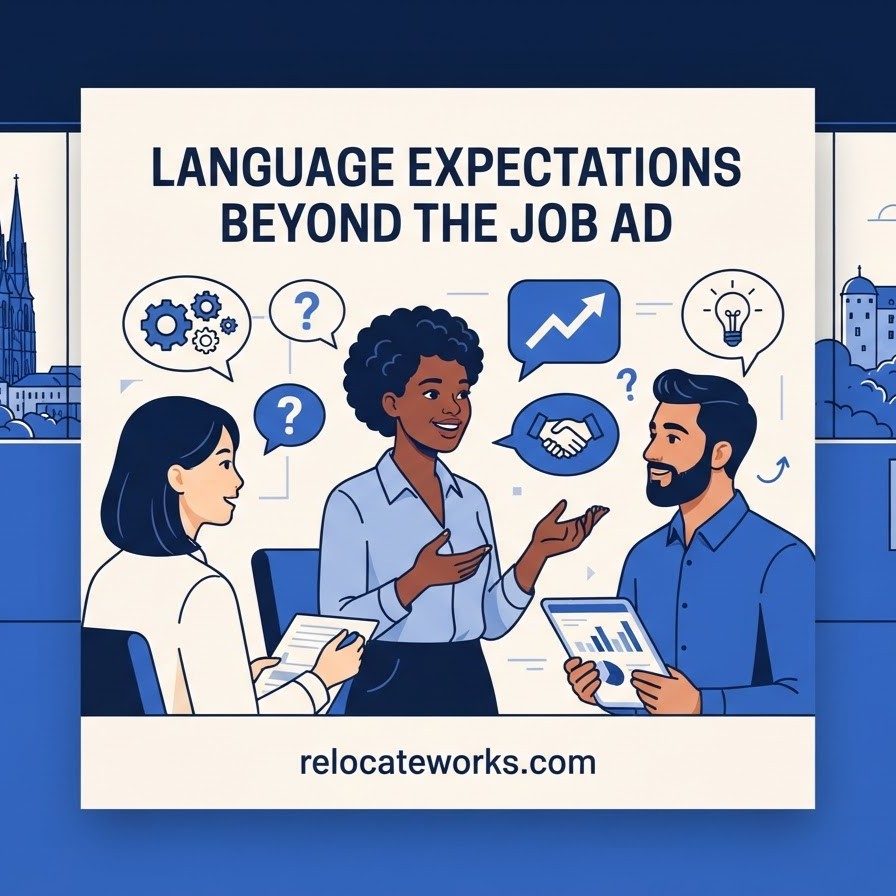 LANGUAGE EXPECTATIONS
BEYOND THE JOB AD
?
?
?
relocateworks.com